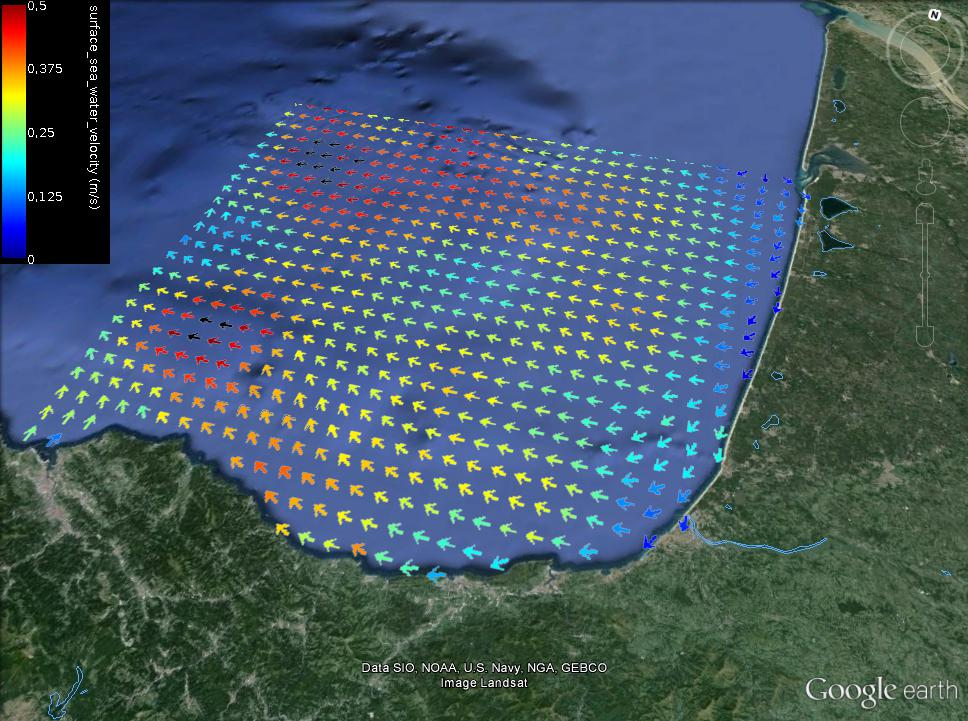 0,5
0,375
0,25
0,125
0
surface_sea_water_velocity (m/s)
N
Data SIO, NOAA, U.S. Navy, NGA, GEBCO
Image Landsat
Google earth